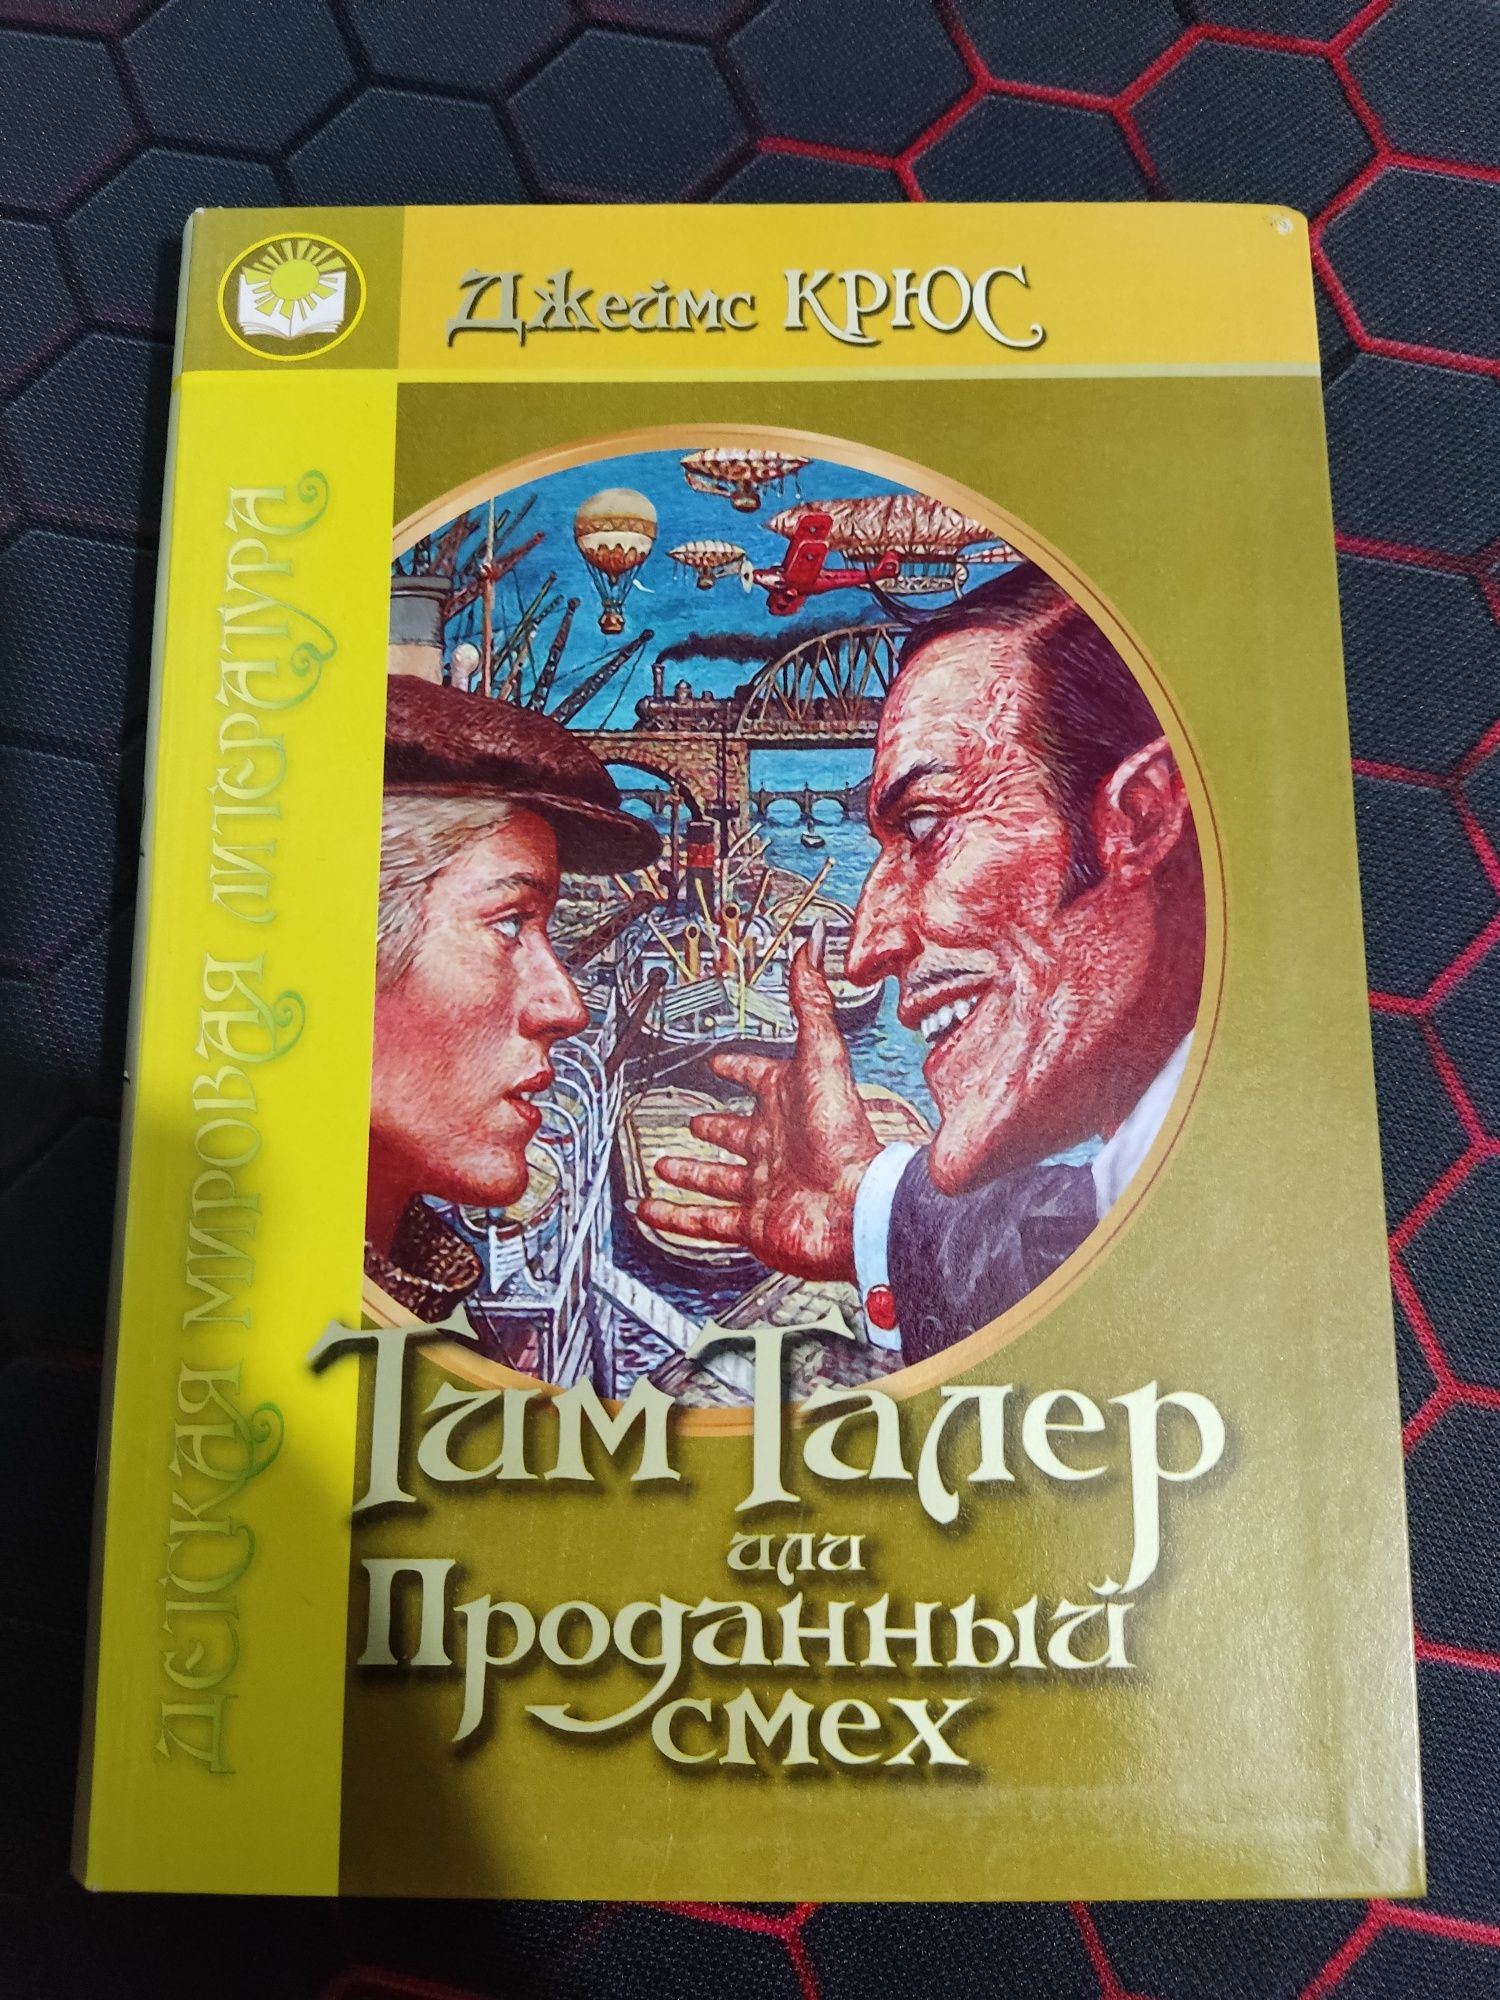 Джеймс КРЮС
ДЕТСКАЯ МИРОВАЯ ЛИТЕРАТУРА
Тим Талер
или
Проданный
смех